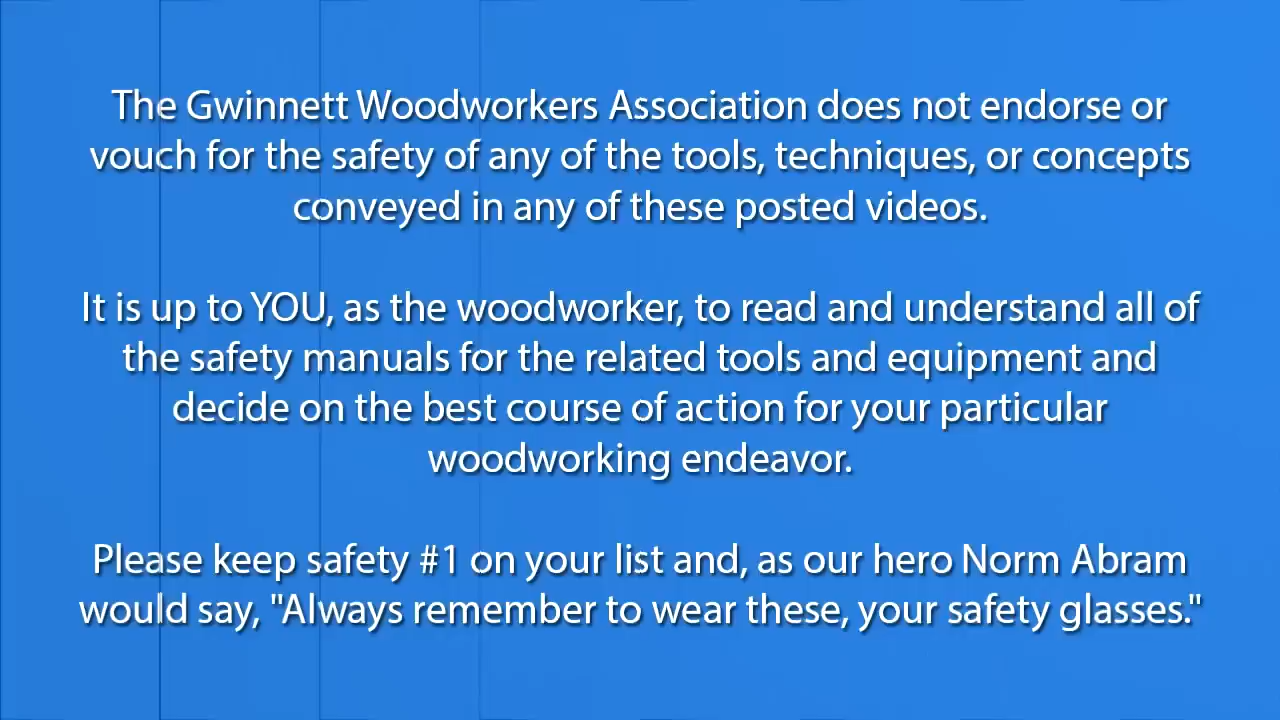 The Gwinnett Woodworkers Association does not endorse or
vouch for the safety of any of the tools, techniques, or concepts
conveyed in any of these posted videos.
It is up to YOU, as the woodworker, to read and understand all of
the safety manuals for the related tools and equipment and
decide on the best course of action for your particular
woodworking endeavor.
Please keep safety #1 on your list and, as our hero Norm Abram
would say, "Always remember to wear these, your safety glasses."